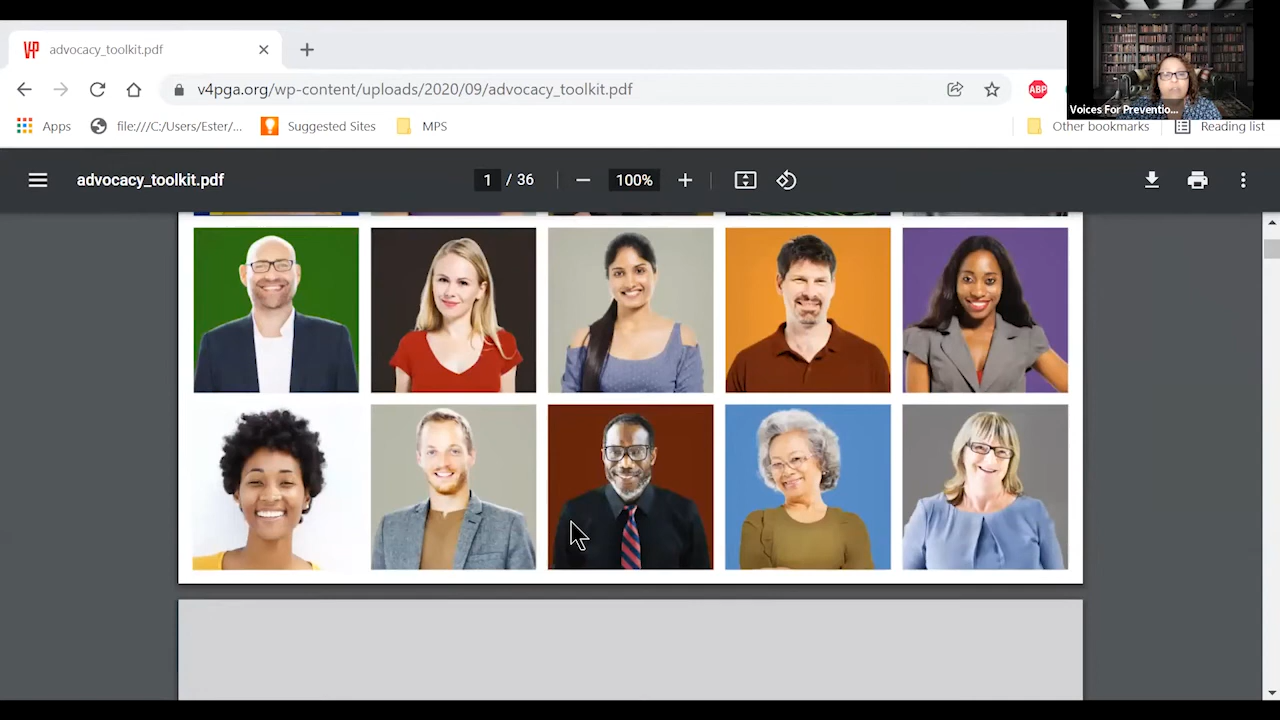 advocacy_toolkit.pdf
v4pga.org/wp-content/uploads/2020/09/advocacy_toolkit.pdf
ABP
Voices For Preventio...
Apps
file:///C:/Users/Ester/...
Suggested Sites
MPS
Other bookmarks
Reading list
advocacy_toolkit.pdf
1 / 36
100%